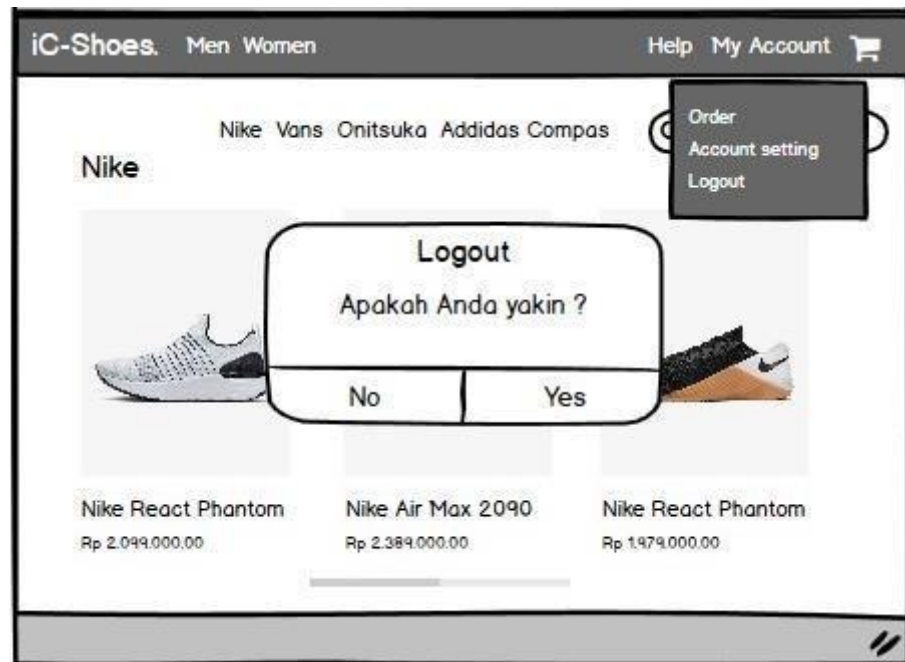 iC-Shoes. Men Women Help My Account
Order
Account setting
Logout
Nike Vans Onitsuka Addidas Compas
Nike
Logout
Apakah Anda yakin ?
No Yes
Nike React Phantom
Rp 2.099.000.00
Nike Air Max 2090
Rp 2.389.000.00
Nike React Phantom
Rp 1.979.000.00